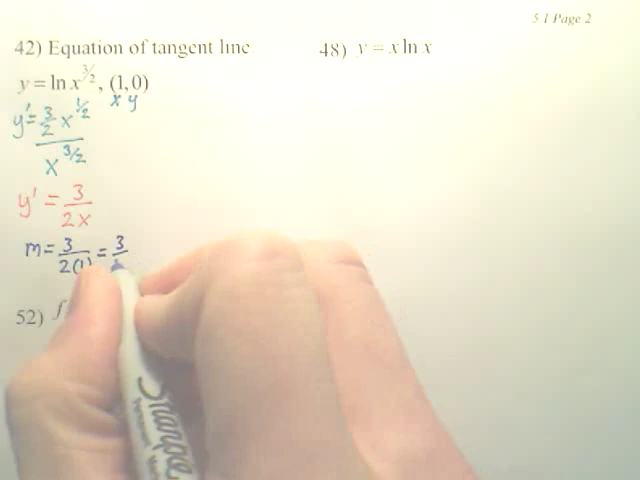 5.1 Page 2
42) Equation of tangent line
y = ln x^(3/2), (1, 0)
x y
y' = 3/2 x^(1/2)
x^(3/2)
y' = 3/(2x)
m = 3/(2(1)) = 3/
52) f
48) y = x ln x
Sharpie